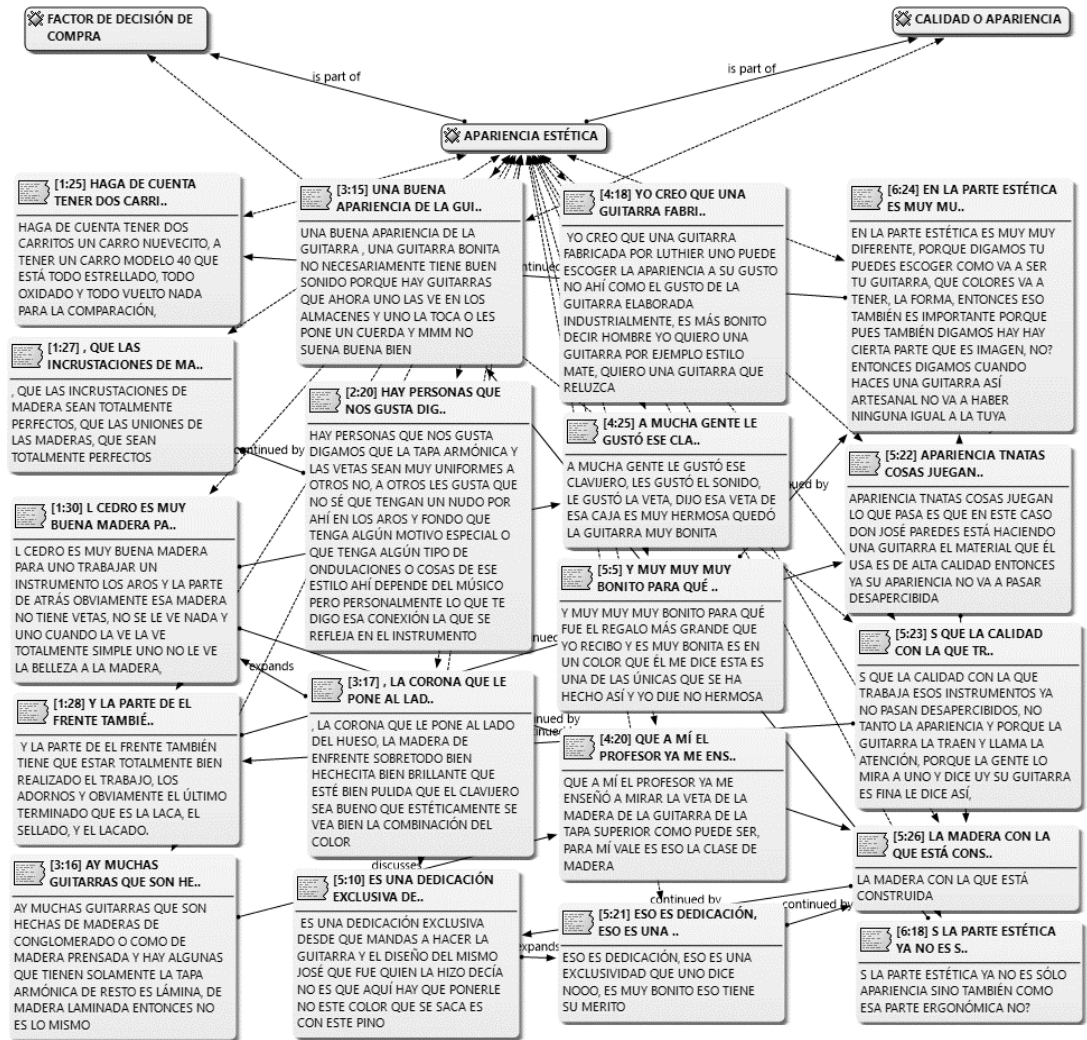 FACTOR DE DECISIÓN DE
COMPRA
CALIDAD O APARIENCIA
is part of
is part of
APARIENCIA ESTÉTICA
[1:25] HAGA DE CUENTA
TENER DOS CARRI..
HAGA DE CUENTA TENER DOS
CARRITOS UN CARRO NUEVECITO, A
TENER UN CARRO MODELO 40 QUE
ESTÁ TODO ESTRELLADO, TODO
OXIDADO Y TODO VUELTO NADA
PARA LA COMPARACIÓN,
[1:27] , QUE LAS
INCRUSTACIONES DE MA..
, QUE LAS INCRUSTACIONES DE
MADERA SEAN TOTALMENTE
PERFECTOS, QUE LAS UNIONES DE
LAS MADERAS, QUE SEAN
TOTALMENTE PERFECTOS
[1:30] L CEDRO ES MUY
BUENA MADERA PA..
L CEDRO ES MUY BUENA MADERA
PARA UNO TRABAJAR UN
INSTRUMENTO LOS AROS Y LA PARTE
DE ATRÁS OBVIAMENTE ESA MADERA
NO TIENE VETAS, NO SE LE VE NADA Y
UNO CUANDO LA VE LA VE
TOTALMENTE SIMPLE UNO NO LE VE
LA BELLEZA A LA MADERA,
expands
[1:28] Y LA PARTE DE EL
FRENTE TAMBIÉ..
Y LA PARTE DE EL FRENTE TAMBIÉN
TIENE QUE ESTAR TOTALMENTE BIEN
REALIZADO EL TRABAJO, LOS
ADORNOS Y OBVIAMENTE EL ÚLTIMO
TERMINADO QUE ES LA LACA, EL
SELLADO, Y EL LACADO.
[3:16] AY MUCHAS
GUITARRAS QUE SON HE..
AY MUCHAS GUITARRAS QUE SON
HECHAS DE MADERAS DE
CONGLOMERADO O COMO DE
MADERA PRENSADA Y HAY ALGUNAS
QUE TIENEN SOLAMENTE LA TAPA
ARMÓNICA DE RESTO ES LÁMINA, DE
MADERA LAMINADA ENTONCES NO
ES LO MISMO
[3:15] UNA BUENA
APARIENCIA DE LA GUI..
UNA BUENA APARIENCIA DE LA
GUITARRA , UNA GUITARRA BONITA
NO NECESARIAMENTE TIENE BUEN
SONIDO PORQUE HAY GUITARRAS
QUE AHORA UNO LAS VE EN LOS
ALMACENES Y UNO LA TOCA O LES
PONE UN CUERDA Y MMM NO
SUENA BUENA BIEN
continued by
[2:20] HAY PERSONAS QUE
NOS GUSTA DIG..
HAY PERSONAS QUE NOS GUSTA
DIGAMOS QUE LA TAPA ARMÓNICA Y
LAS VETAS SEAN MUY UNIFORMES A
OTROS NO, A OTROS LES GUSTA QUE
NO SÉ QUE TENGAN UN NUDO POR
AHÍ EN LOS AROS Y FONDO QUE
TENGA ALGÚN MOTIVO ESPECIAL O
QUE TENGA ALGÚN TIPO DE
ONDULACIONES O COSAS DE ESE
ESTILO AHÍ DEPENDE DEL MÚSICO
PERO PERSONALMENTE LO QUE TE
DIGO ESA CONEXIÓN LA QUE SE
REFLEJA EN EL INSTRUMENTO
[3:17] , LA CORONA QUE LE
PONE AL LAD..
, LA CORONA QUE LE PONE AL LADO
DEL HUESO, LA MADERA DE
ENFRENTE SOBRETODO BIEN
HECHECITA BIEN BRILLANTE QUE
ESTÉ BIEN PULIDA QUE EL CLAVIJERO
SEA BUENO QUE ESTÉTICAMENTE SE
VEA BIEN LA COMBINACIÓN DEL
COLOR
discusses
[5:10] ES UNA DEDICACIÓN
EXCLUSIVA DE..
ES UNA DEDICACIÓN EXCLUSIVA
DESDE QUE MANDAS A HACER LA
GUITARRA Y EL DISEÑO DEL MISMO
JOSÉ QUE FUE QUIEN LA HIZO DECÍA
NO ES QUE AQUÍ HAY QUE PONERLE
NO ESTE COLOR QUE SE SACA ES
CON ESTE PINO
expands
[4:18] YO CREO QUE UNA
GUITARRA FABRI..
YO CREO QUE UNA GUITARRA
FABRICADA POR LUTHIER UNO PUEDE
ESCOGER LA APARIENCIA A SU GUSTO
NO AHÍ COMO EL GUSTO DE LA
GUITARRA ELABORADA
INDUSTRIALMENTE, ES MÁS BONITO
DECIR HOMBRE YO QUIERO UNA
GUITARRA POR EJEMPLO ESTILO
MATE, QUIERO UNA GUITARRA QUE
RELUZCA
[4:25] A MUCHA GENTE LE
GUSTÓ ESE CLA..
A MUCHA GENTE LE GUSTÓ ESE
CLAVIJERO, LES GUSTÓ EL SONIDO,
LE GUSTÓ LA VETA, DIJO ESA VETA DE
ESA CAJA ES MUY HERMOSA QUEDÓ
LA GUITARRA MUY BONITA
[5:5] Y MUY MUY MUY
BONITO PARA QUÉ ..
Y MUY MUY MUY BONITO PARA QUÉ
FUE EL REGALO MÁS GRANDE QUE
YO RECIBO Y ES MUY BONITA ES EN
UN COLOR QUE ÉL ME DICE ESTA ES
UNA DE LAS ÚNICAS QUE SE HA
HECHO ASÍ Y YO DIJE NO HERMOSA
[4:20] QUE A MÍ EL
PROFESOR YA ME ENS..
QUE A MÍ EL PROFESOR YA ME
ENSEÑÓ A MIRAR LA VETA DE LA
MADERA DE LA GUITARRA DE LA
TAPA SUPERIOR COMO PUEDE SER,
PARA MÍ VALE ES ESO LA CLASE DE
MADERA
continued by
continued by
[5:21] ESO ES DEDICACIÓN,
ESO ES UNA ..
ESO ES DEDICACIÓN, ESO ES UNA
EXCLUSIVIDAD QUE UNO DICE
NOOO, ES MUY BONITO ESO TIENE
SU MERITO
[6:24] EN LA PARTE ESTÉTICA
ES MUY MU..
EN LA PARTE ESTÉTICA ES MUY MUY
DIFERENTE, PORQUE DIGAMOS TU
PUEDES ESCOGER COMO VA A SER
TU GUITARRA, QUE COLORES VA A
TENER, LA FORMA, ENTONCES ESO
TAMBIÉN ES IMPORTANTE PORQUE
PUES TAMBIÉN DIGAMOS HAY HAY
CIERTA PARTE QUE ES IMAGEN, NO?
ENTONCES DIGAMOS CUANDO
HACES UNA GUITARRA ASÍ
ARTESANAL NO VA A HABER
NINGUNA IGUAL A LA TUYA
[5:22] APARIENCIA TNATAS
COSAS JUEGAN..
APARIENCIA TNATAS COSAS JUEGAN
LO QUE PASA ES QUE EN ESTE CASO
DON JOSÉ PAREDES ESTÁ HACIENDO
UNA GUITARRA EL MATERIAL QUE ÉL
USA ES DE ALTA CALIDAD ENTONCES
YA SU APARIENCIA NO VA A PASAR
DESAPERCIBIDA
[5:23] S QUE LA CALIDAD
CON LA QUE TR..
S QUE LA CALIDAD CON LA QUE
TRABAJA ESOS INSTRUMENTOS YA
NO PASAN DESAPERCIBIDOS, NO
TANTO LA APARIENCIA Y PORQUE LA
GUITARRA LA TRAEN Y LLAMA LA
ATENCIÓN, PORQUE LA GENTE LO
MIRA A UNO Y DICE UY SU GUITARRA
ES FINA LE DICE ASÍ,
[5:26] LA MADERA CON LA
QUE ESTÁ CONS..
LA MADERA CON LA QUE ESTÁ
CONSTRUIDA
[6:18] S LA PARTE ESTÉTICA
YA NO ES S..
S LA PARTE ESTÉTICA YA NO ES SÓLO
APARIENCIA SINO TAMBIÉN COMO
ESA PARTE ERGONÓMICA NO?